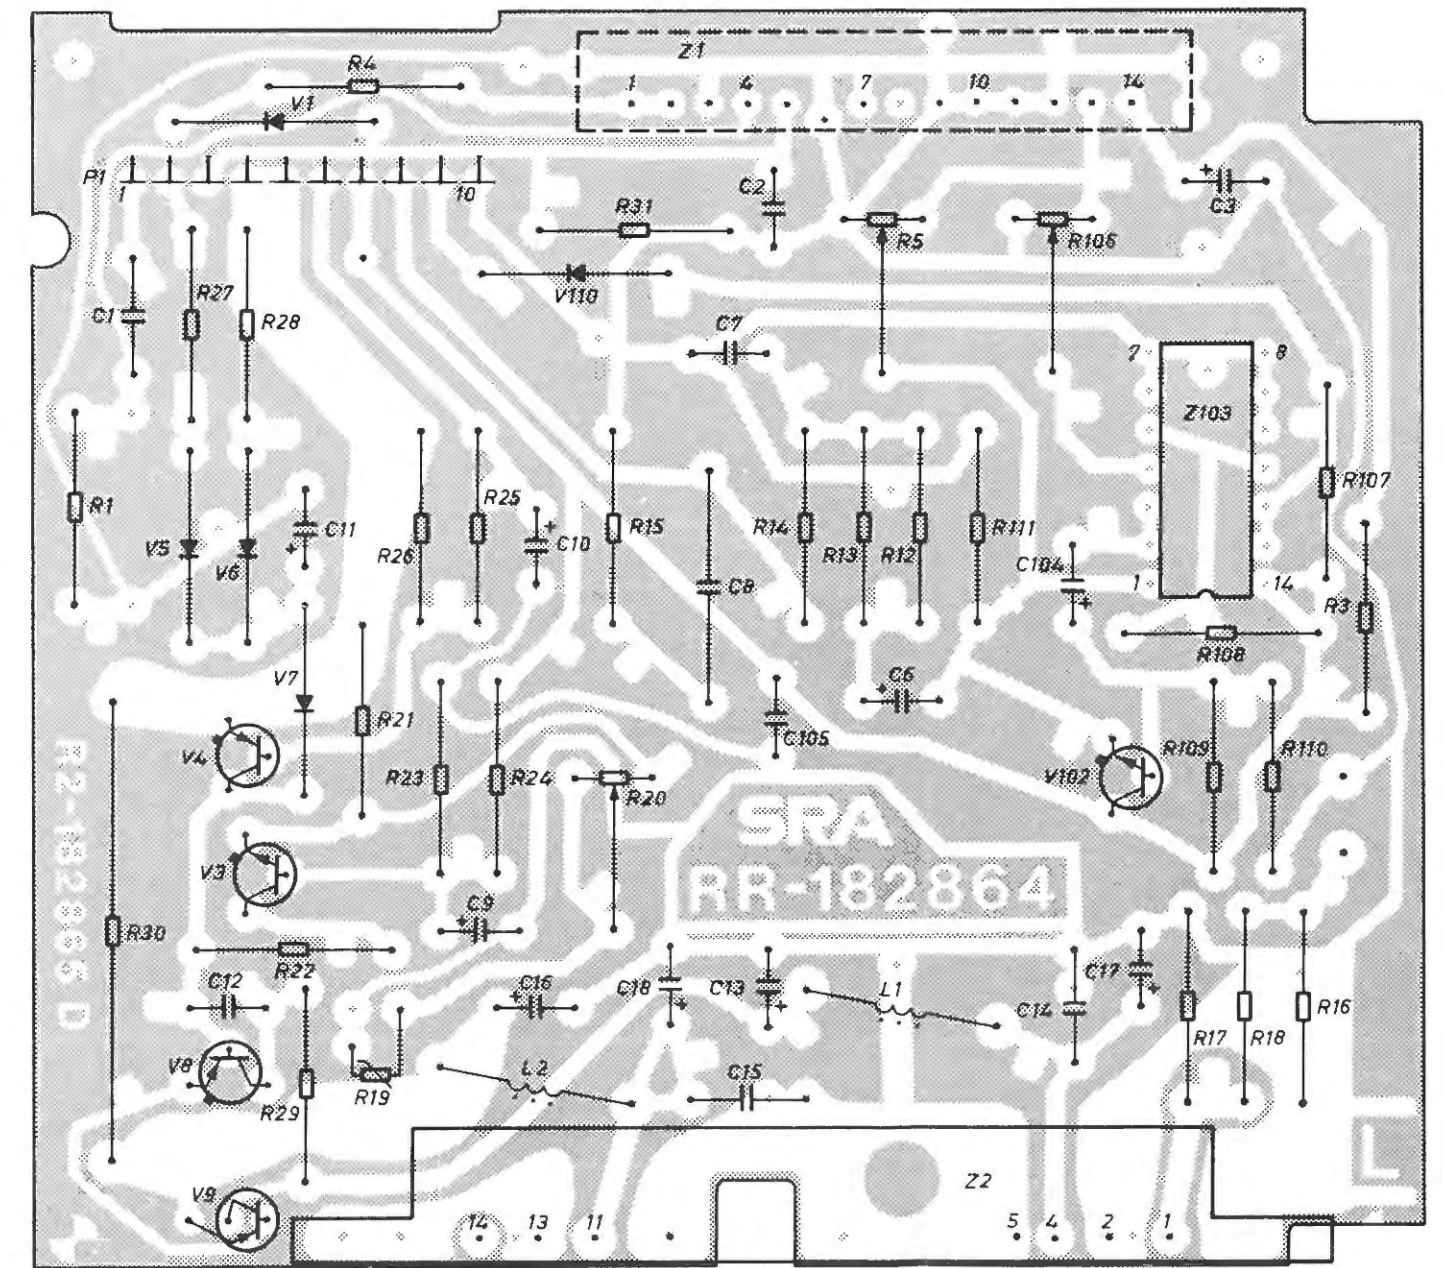 Z1
1 4 7 10 14
R4
V1
P1
1 10
C2
C3
R31
R5
R106
V110
C1
R27
R28
C7
7 8
Z103
R107
R1
V5
V6
C11
R26
R25
C10
R15
C8
R14
R13
R12
R111
C104
1 14
R3
R108
V7
C6
V4
R21
C105
R23
R24
R20
V102
R109
R110
SRA
RR-182864
V3
R30
C9
R22
C12
C16
C18
C13
L1
C14
C17
R17
R18
R16
V8
R29
R19
L2
C15
V9
Z2
14 13 11 5 4 2 1
L
R2-182865 D